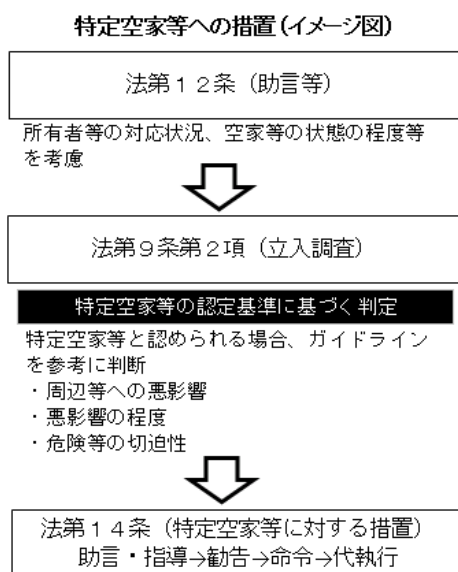 特定空家等への措置(イメージ図)
法第12条（助言等）
所有者等の対応状況、空家等の状態の程度等
を考慮
法第9条第2項（立入調査）
特定空家等の認定基準に基づく判定
特定空家等と認められる場合、ガイドライン
を参考に判断
・周辺等への悪影響
・悪影響の程度
・危険等の切迫性
法第14条（特定空家等に対する措置）
助言・指導→勧告→命令→代執行